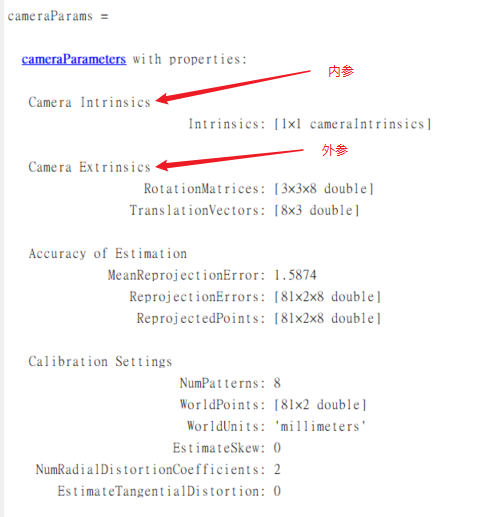 cameraParams =
cameraParameters with properties:
内参
Camera Intrinsics
Intrinsics: [1×1 cameraIntrinsics]
外参
Camera Extrinsics
RotationMatrices: [3×3×8 double]
TranslationVectors: [8×3 double]
Accuracy of Estimation
MeanReprojectionError: 1.5874
ReprojectionErrors: [81×2×8 double]
ReprojectedPoints: [81×2×8 double]
Calibration Settings
NumPatterns: 8
WorldPoints: [81×2 double]
WorldUnits: 'millimeters'
EstimateSkew: 0
NumRadialDistortionCoefficients: 2
EstimateTangentialDistortion: 0